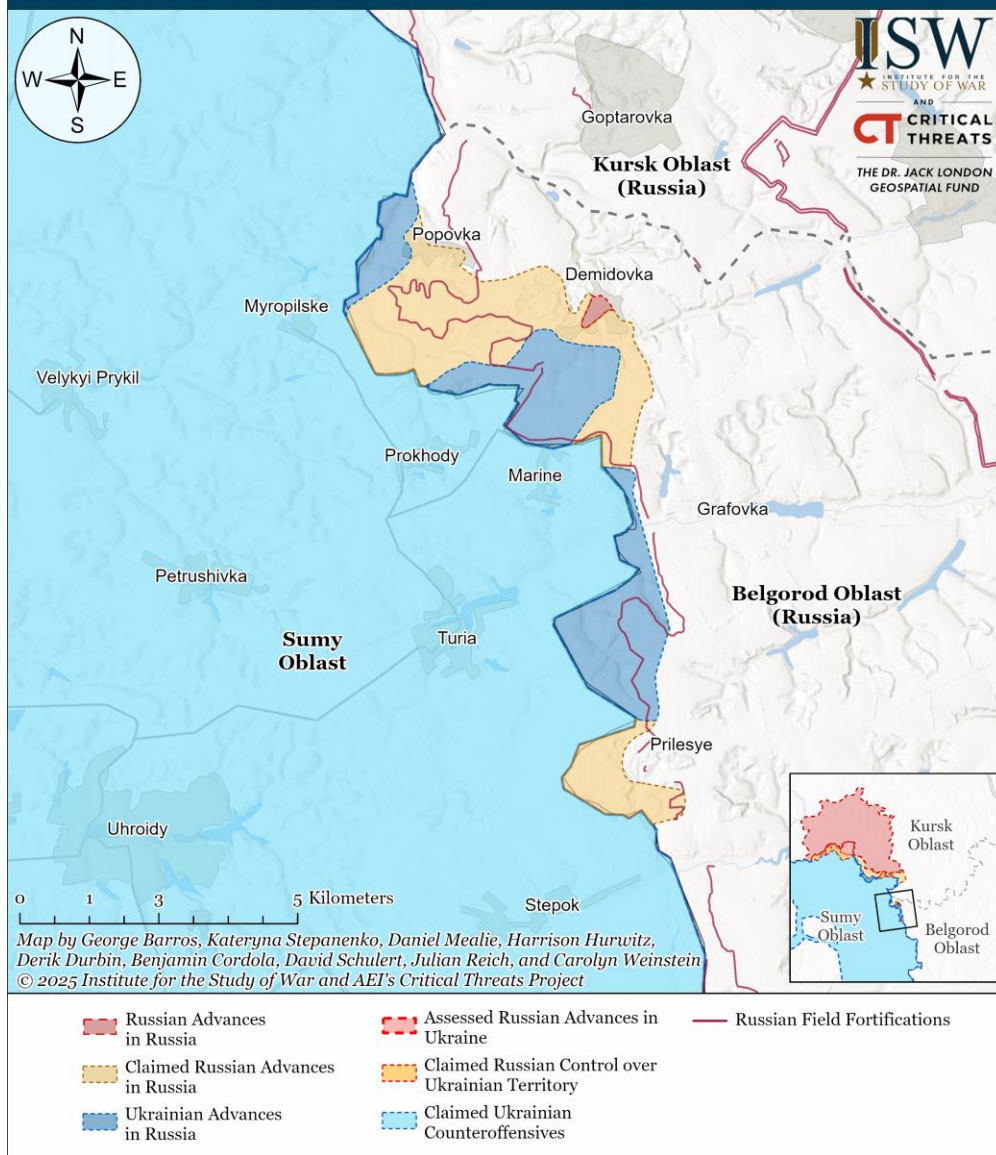 N
W E
S
ISW
INSTITUTE FOR THE
STUDY OF WAR
AND
CT CRITICAL
THREATS
THE DR. JACK LONDON
GEOSPATIAL FUND
Goptarovka
Kursk Oblast
(Russia)
Popovka
Demidovka
Myropilske
Velykyi Prykil
Prokhody
Marine
Grafovka
Petrushivka
Belgorod Oblast
(Russia)
Sumy
Oblast
Turia
Prilesye
Uhroidy
Kursk
Oblast
Sumy
Oblast
Belgorod
Oblast
0 1 3 5 Kilometers
Stepok
Map by George Barros, Kateryna Stepanenko, Daniel Mealie, Harrison Hurwitz,
Derik Durbin, Benjamin Cordola, David Schulert, Julian Reich, and Carolyn Weinstein
© 2025 Institute for the Study of War and AEI's Critical Threats Project
Russian Advances
in Russia
Claimed Russian Advances
in Russia
Ukrainian Advances
in Russia
Assessed Russian Advances in
Ukraine
Claimed Russian Control over
Ukrainian Territory
Claimed Ukrainian
Counteroffensives
Russian Field Fortifications